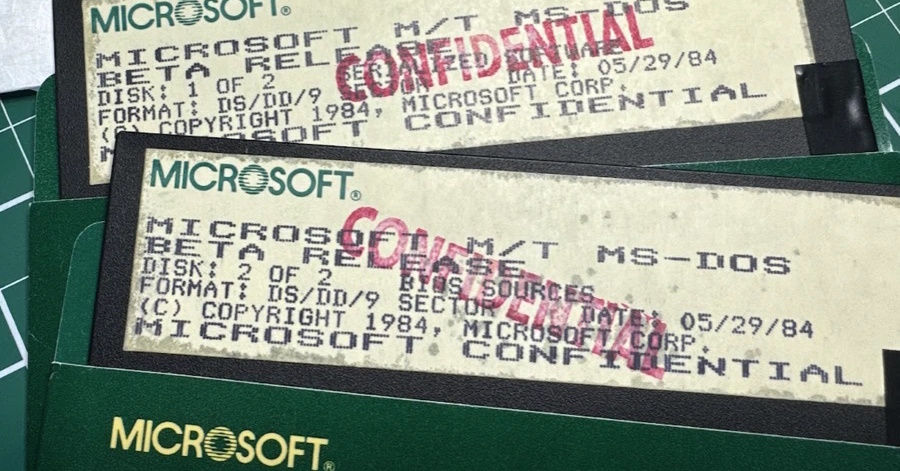 MICROSOFT®
MICROSOFT M/T MS-DOS
BETA RELEASE
CONFIDENTIAL
DISK: 1 OF 2
FORMAT: DS/DD/9 DATE: 05/29/84
(C) COPYRIGHT 1984, MICROSOFT CORP.
CONFIDENTIAL
MICROSOFT®
MICROSOFT M/T MS-DOS
BETA RELEASE
CONFIDENTIAL
DISK: 2 OF 2 BIOS SOURCES
FORMAT: DS/DD/9 SECTOR DATE: 05/29/84
(C) COPYRIGHT 1984, MICROSOFT CORP.
MICROSOFT CONFIDENTIAL
MICROSOFT®